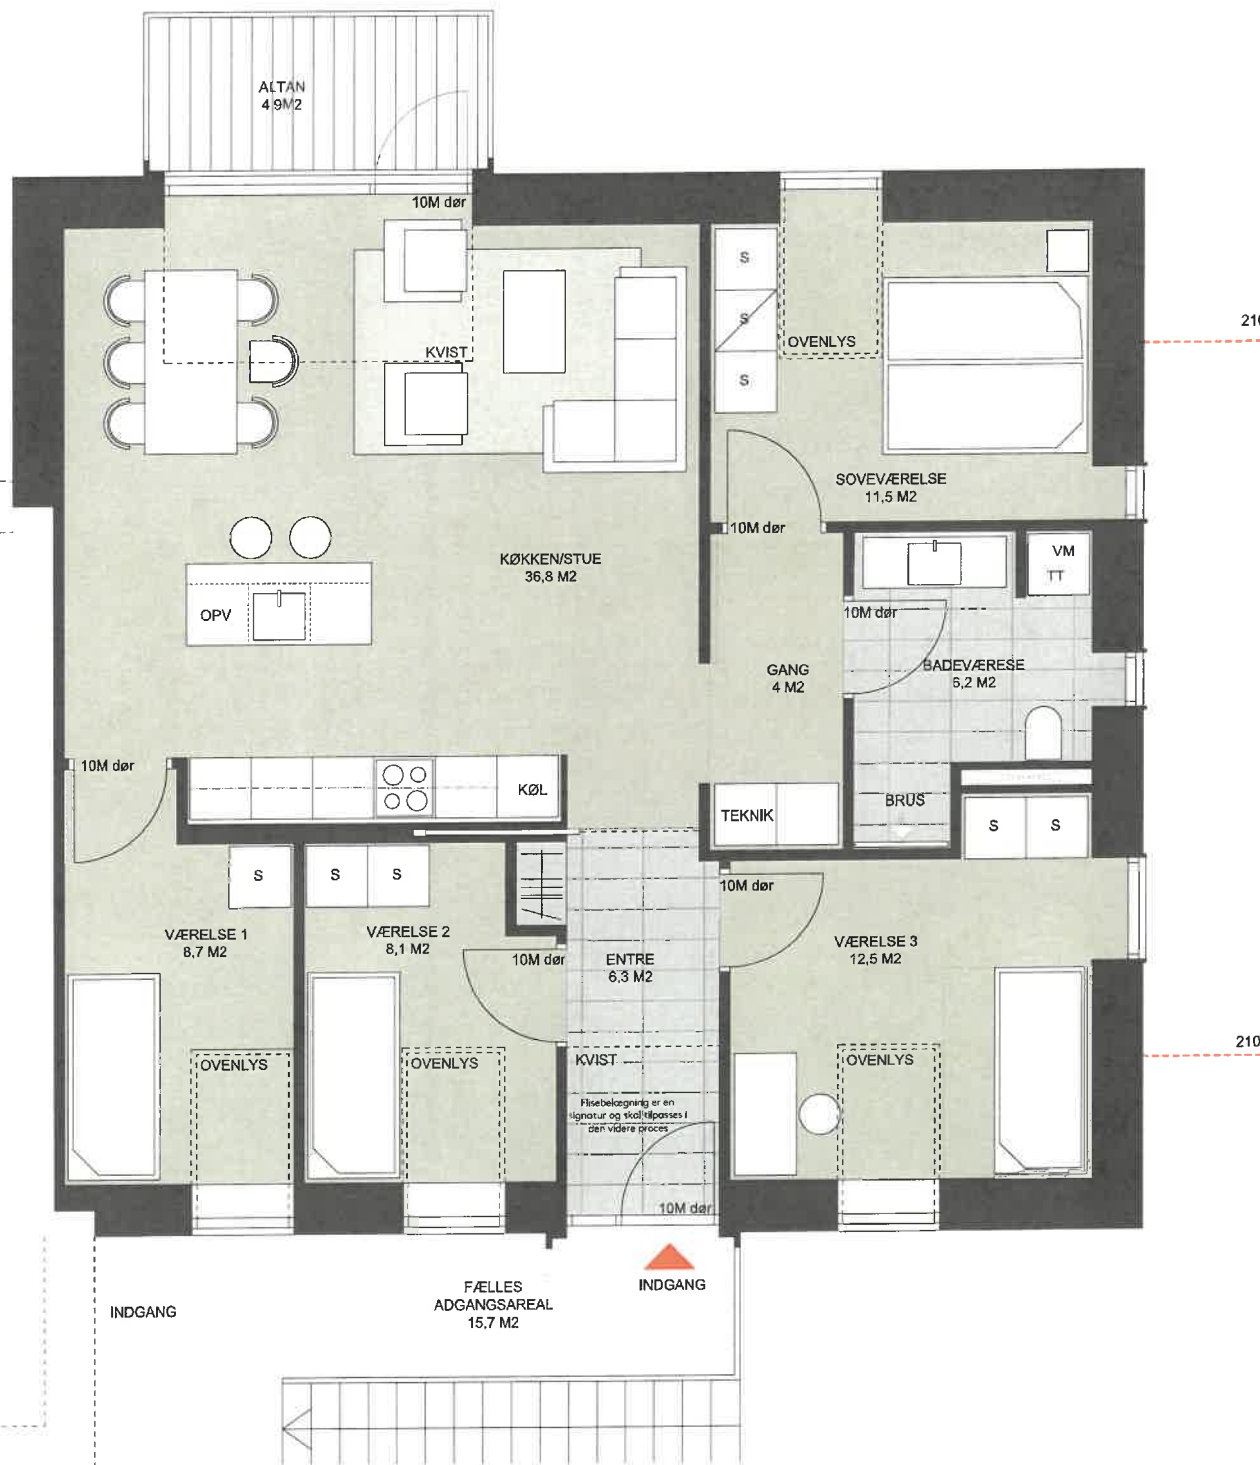 ALTAN
4,9M2
10M dør
KVIST
S
S
S
OVENLYS
210
SOVEVÆRELSE
11,5 M2
10M dør
KØKKEN/STUE
36,8 M2
VM
TT
OPV
10M dør
GANG
4 M2
BADEVÆRESE
6,2 M2
10M dør
KØL
TEKNIK
BRUS
S
S
S
S
S
10M dør
VÆRELSE 1
8,7 M2
VÆRELSE 2
8,1 M2
10M dør
ENTRE
6,3 M2
VÆRELSE 3
12,5 M2
210
OVENLYS
OVENLYS
KVIST
OVENLYS
Flisebelægning er en
signatur og skal tilpasses i
den videre proces
10M dør
INDGANG
INDGANG
FÆLLES
ADGANGSAREAL
15,7 M2